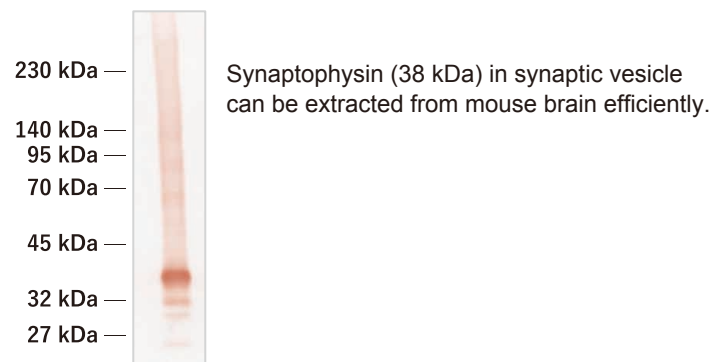 230 kDa
Synaptophysin (38 kDa) in synaptic vesicle
can be extracted from mouse brain efficiently.
140 kDa
95 kDa
70 kDa
45 kDa
32 kDa
27 kDa